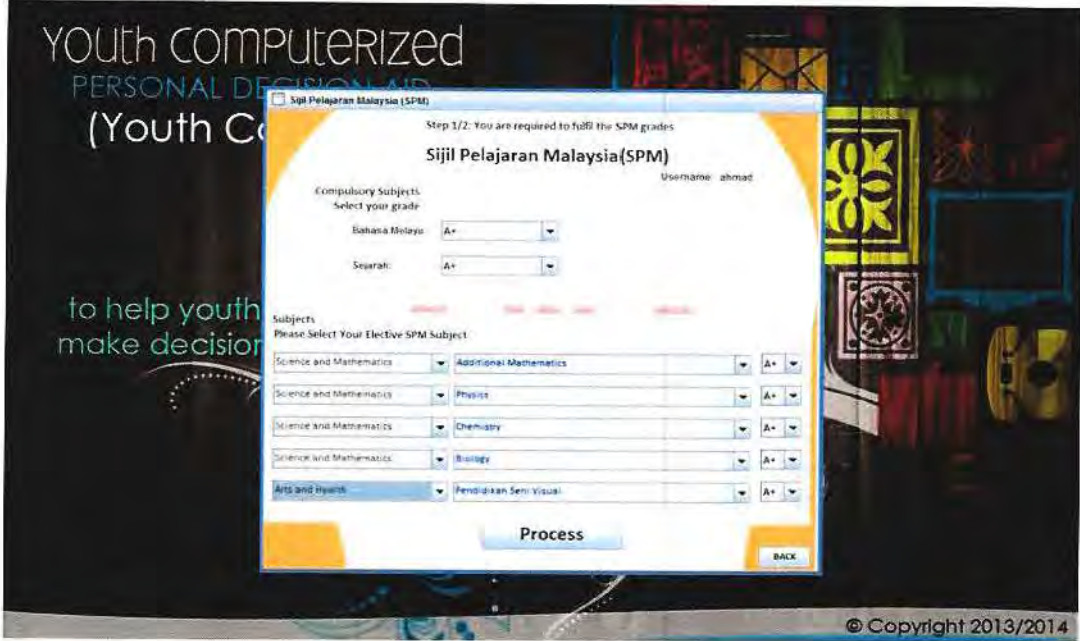 YOUth COMPUteRIZed
PERSONAL DECISION AID
(Youth Co
to help youth
make decision
Sijil Pelajaran Malaysia (SPM)
Step 1/2: You are required to fulfil the SPM grades
Sijil Pelajaran Malaysia(SPM)
Username ahmad
Compulsory Subjects
Select your grade
Bahasa Melayu A+
Sejarah: A+
Subjects
Please Select Your Elective SPM Subject
Science and Mathematics Additional Mathematics A+
Science and Mathematics Physics A+
Science and Mathematics Chemistry A+
Science and Mathematics Biology A+
Arts and Health Pendidikan Seni Visual A+
Process
BACK
© Copyright 2013/2014